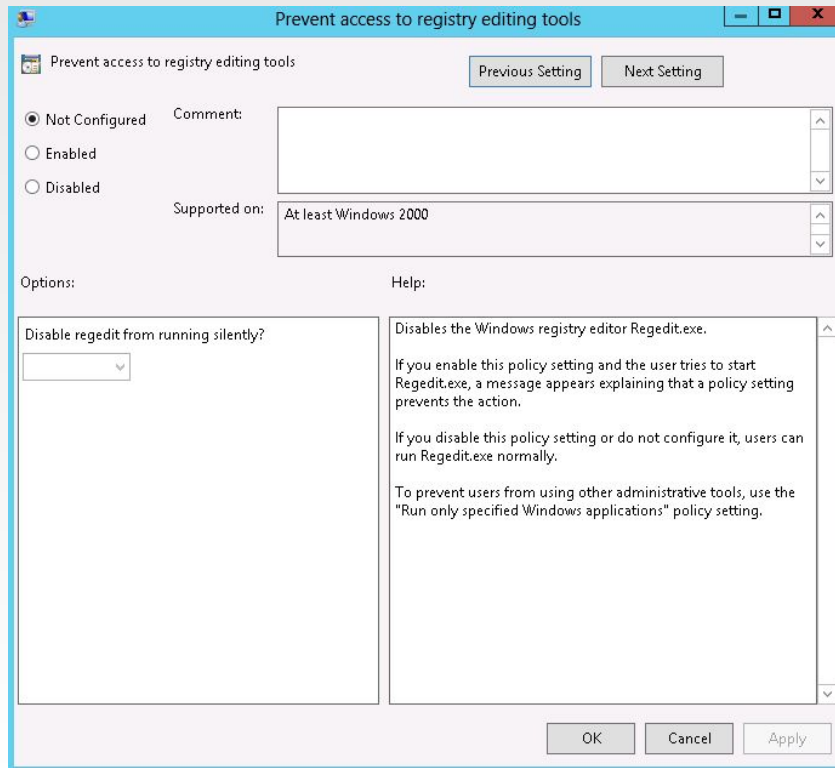 Prevent access to registry editing tools
Prevent access to registry editing tools
Previous Setting
Next Setting
Not Configured
Comment:
Enabled
Disabled
Supported on:
At least Windows 2000
Options:
Help:
Disable regedit from running silently?
Disables the Windows registry editor Regedit.exe.
If you enable this policy setting and the user tries to start
Regedit.exe, a message appears explaining that a policy setting
prevents the action.
If you disable this policy setting or do not configure it, users can
run Regedit.exe normally.
To prevent users from using other administrative tools, use the
"Run only specified Windows applications" policy setting.
OK
Cancel
Apply